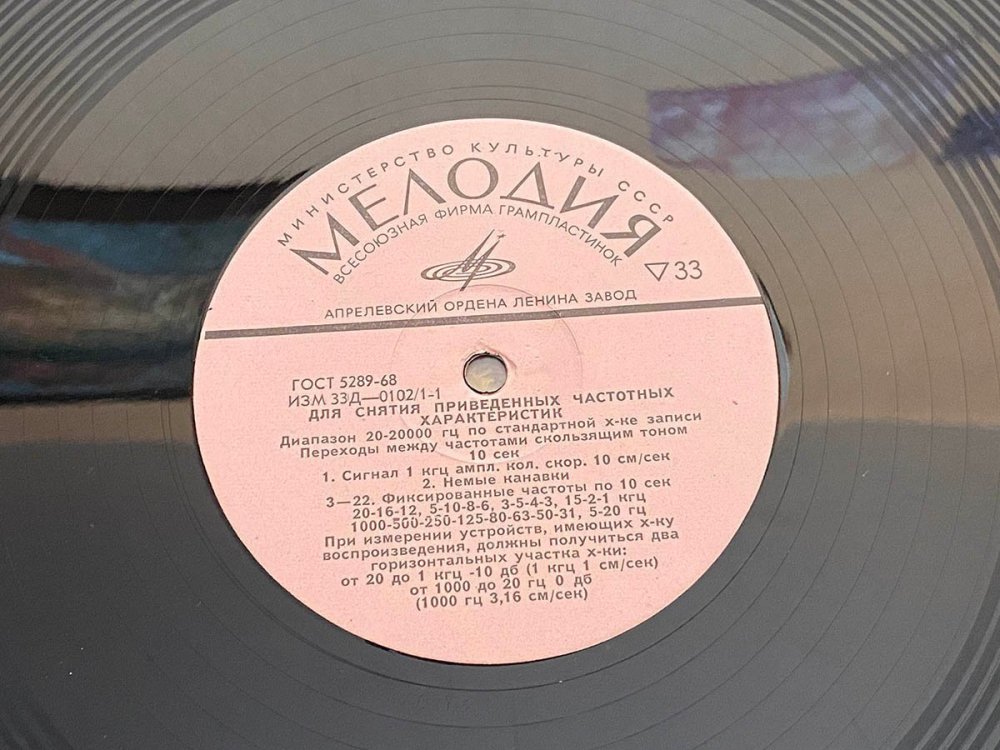 МИНИСТЕРСТВО КУЛЬТУРЫ СССР
МЕЛОДИЯ
ВСЕСОЮЗНАЯ ФИРМА ГРАМПЛАСТИНОК
▽33
АПРЕЛЕВСКИЙ ОРДЕНА ЛЕНИНА ЗАВОД
ГОСТ 5289-68
ИЗМ 33Д—0102/1-1
ДЛЯ СНЯТИЯ ПРИВЕДЕННЫХ ЧАСТОТНЫХ
ХАРАКТЕРИСТИК
Диапазон 20-20000 гц по стандартной х-ке записи
Переходы между частотами скользящим тоном
10 сек
1. Сигнал 1 кгц ампл. кол. скор. 10 см/сек
2. Немые канавки
3—22. Фиксированные частоты по 10 сек
20-16-12, 5-10-8-6, 3-5-4-3, 15-2-1 кгц
1000-500-250-125-80-63-50-31, 5-20 гц
При измерении устройств, имеющих х-ку
воспроизведения, должны получиться два
горизонтальных участка х-ки:
от 20 до 1 кгц -10 дб (1 кгц 1 см/сек)
от 1000 до 20 гц 0 дб
(1000 гц 3,16 см/сек)